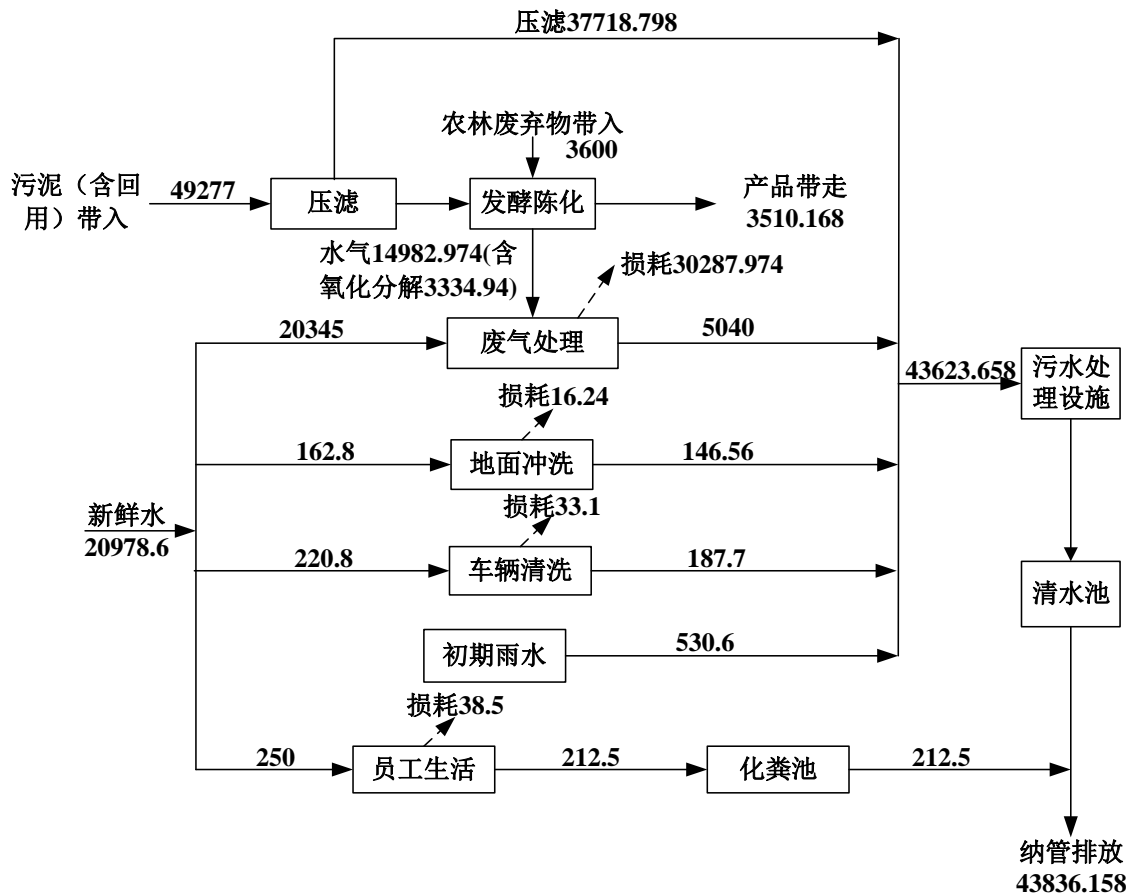 压滤37718.798
农林废弃物带入
3600
污泥（含回
用）带入
49277
压滤
发酵陈化
产品带走
3510.168
水气14982.974(含
氧化分解3334.94)
损耗30287.974
20345
废气处理
5040
43623.658
污水处
理设施
损耗16.24
162.8
地面冲洗
146.56
新鲜水
20978.6
损耗33.1
220.8
车辆清洗
187.7
清水池
初期雨水
530.6
损耗38.5
250
员工生活
212.5
化粪池
212.5
纳管排放
43836.158